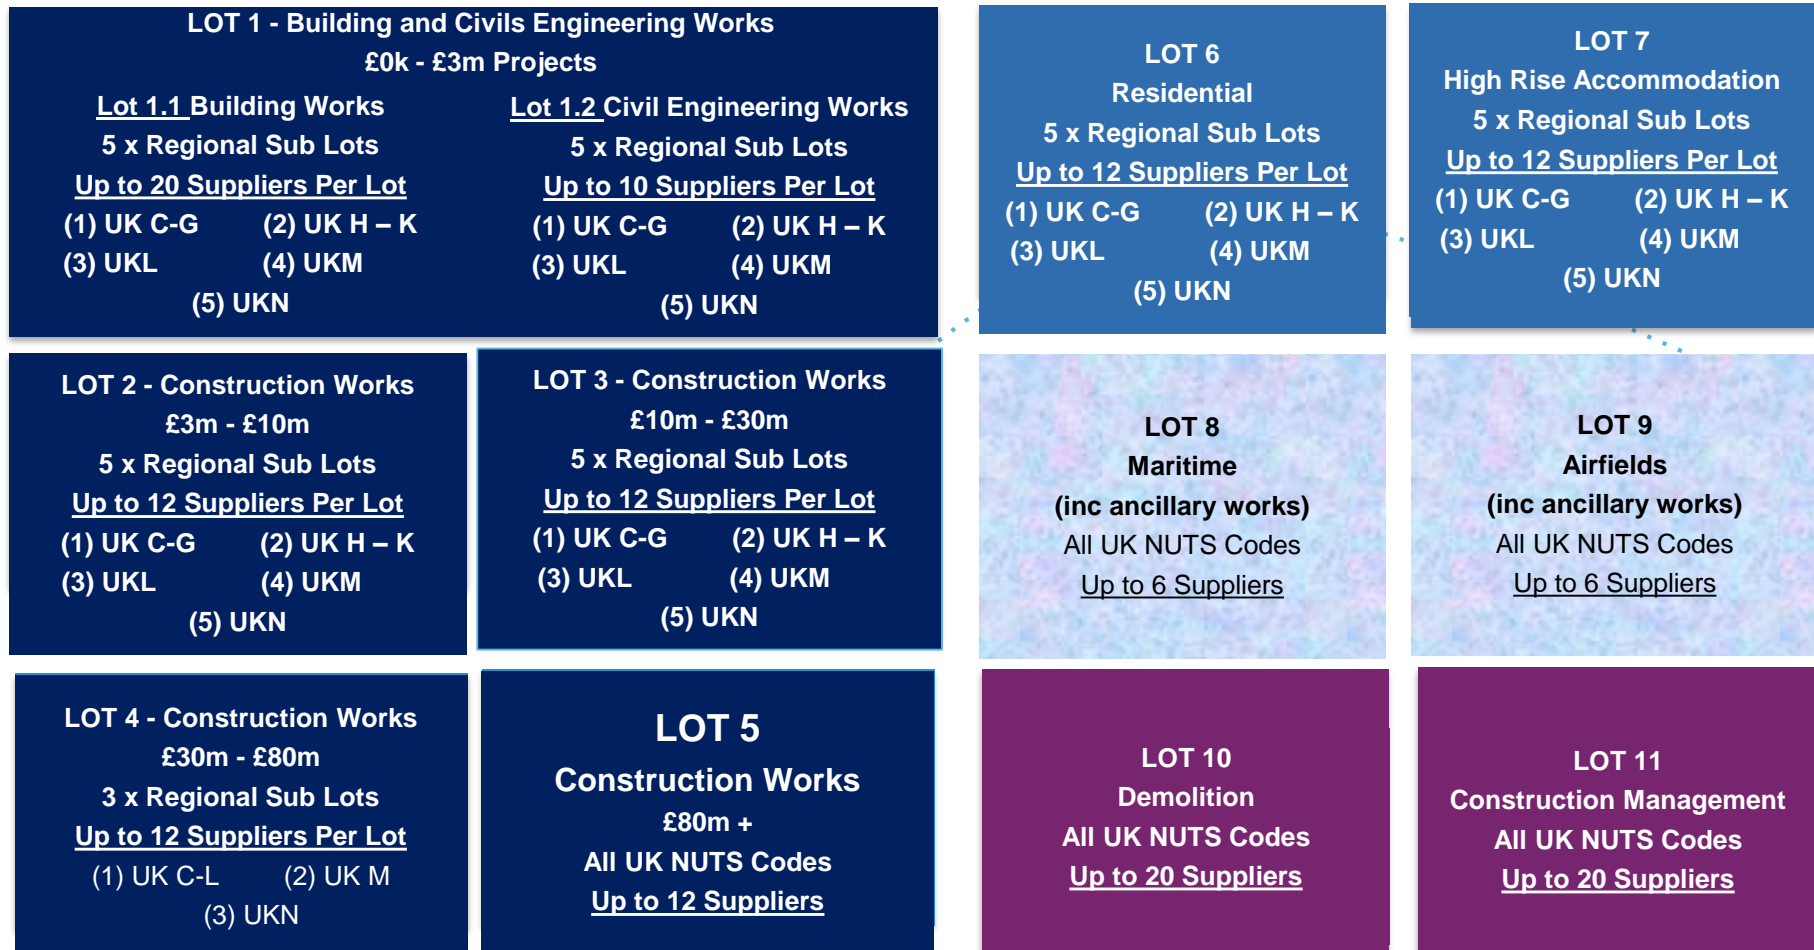 LOT 1 - Building and Civils Engineering Works
£0k - £3m Projects
Lot 1.1 Building Works
5 x Regional Sub Lots
Up to 20 Suppliers Per Lot
(1) UK C-G (2) UK H – K
(3) UKL (4) UKM
(5) UKN
Lot 1.2 Civil Engineering Works
5 x Regional Sub Lots
Up to 10 Suppliers Per Lot
(1) UK C-G (2) UK H – K
(3) UKL (4) UKM
(5) UKN
LOT 6
Residential
5 x Regional Sub Lots
Up to 12 Suppliers Per Lot
(1) UK C-G (2) UK H – K
(3) UKL (4) UKM
(5) UKN
LOT 7
High Rise Accommodation
5 x Regional Sub Lots
Up to 12 Suppliers Per Lot
(1) UK C-G (2) UK H – K
(3) UKL (4) UKM
(5) UKN
LOT 2 - Construction Works
£3m - £10m
5 x Regional Sub Lots
Up to 12 Suppliers Per Lot
(1) UK C-G (2) UK H – K
(3) UKL (4) UKM
(5) UKN
LOT 3 - Construction Works
£10m - £30m
5 x Regional Sub Lots
Up to 12 Suppliers Per Lot
(1) UK C-G (2) UK H – K
(3) UKL (4) UKM
(5) UKN
LOT 8
Maritime
(inc ancillary works)
All UK NUTS Codes
Up to 6 Suppliers
LOT 9
Airfields
(inc ancillary works)
All UK NUTS Codes
Up to 6 Suppliers
LOT 4 - Construction Works
£30m - £80m
3 x Regional Sub Lots
Up to 12 Suppliers Per Lot
(1) UK C-L (2) UK M
(3) UKN
LOT 5
Construction Works
£80m +
All UK NUTS Codes
Up to 12 Suppliers
LOT 10
Demolition
All UK NUTS Codes
Up to 20 Suppliers
LOT 11
Construction Management
All UK NUTS Codes
Up to 20 Suppliers